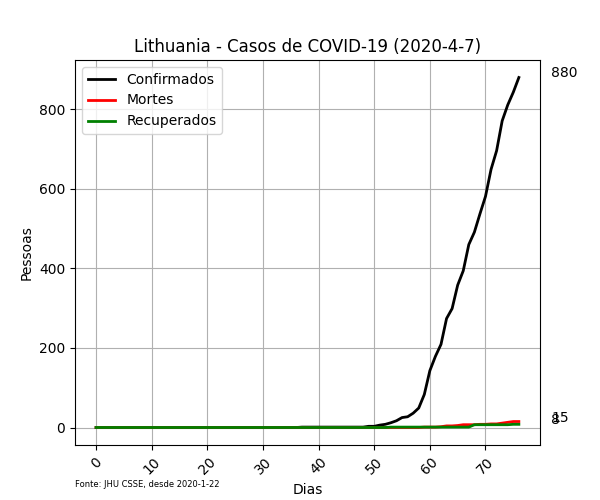 Lithuania - Casos de COVID-19 (2020-4-7)
Confirmados
Mortes
Recuperados
880
800
600
400
200
0
15
8
Pessoas
0 10 20 30 40 50 60 70
Fonte: JHU CSSE, desde 2020-1-22
Dias